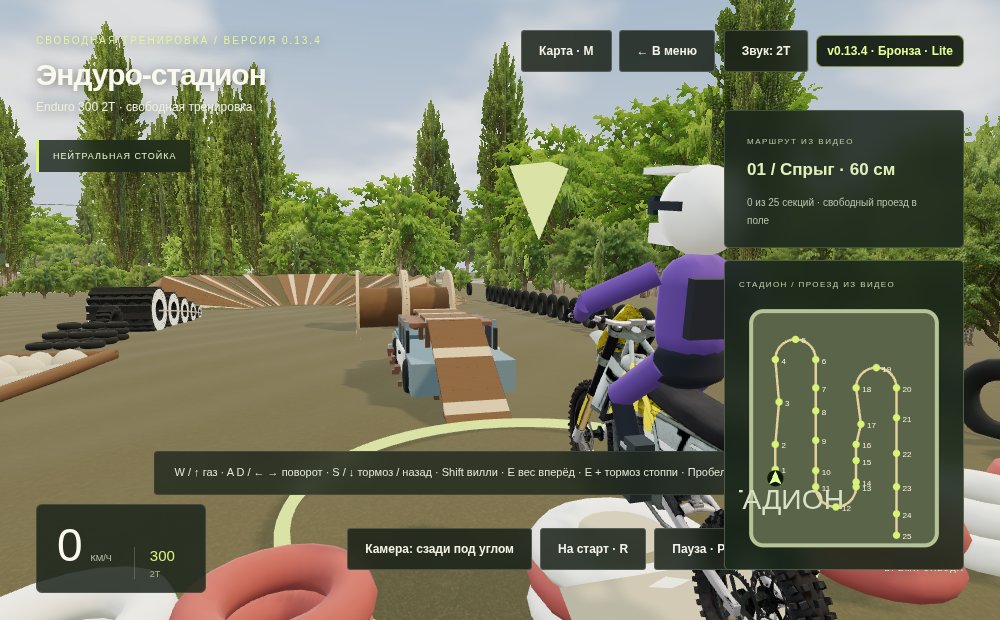 СВОБОДНАЯ ТРЕНИРОВКА / ВЕРСИЯ 0.13.4
Эндуро-стадион
Enduro 300 2T · свободная тренировка
НЕЙТРАЛЬНАЯ СТОЙКА
Карта · M
← В меню
Звук: 2T
v0.13.4 · Бронза · Lite
МАРШРУТ ИЗ ВИДЕО
01 / Спрыг · 60 см
0 из 25 секций · свободный проезд в
поле
СТАДИОН / ПРОЕЗД ИЗ ВИДЕО
5
19
4
6
18
20
7
3
8
17
21
2
9
16
22
15
1
10
14
11
13
23
12
24
25
АДИОН
W / ↑ газ · A D / ← → поворот · S / ↓ тормоз / назад · Shift вилли · E вес вперёд · E + тормоз стоппи · Пробел
0 КМ/Ч
300
2T
Камера: сзади под углом
На старт · R
Пауза · P